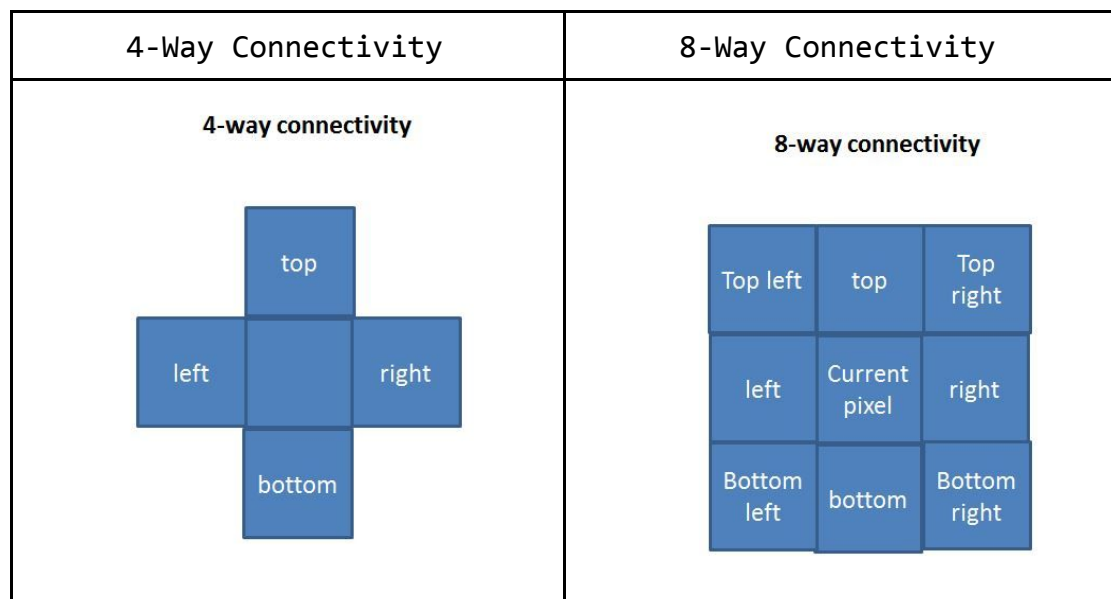 4-Way Connectivity
8-Way Connectivity
4-way connectivity
top
left
right
bottom
8-way connectivity
Top left
top
Top
right
left
Current
pixel
right
Bottom
left
bottom
Bottom
right